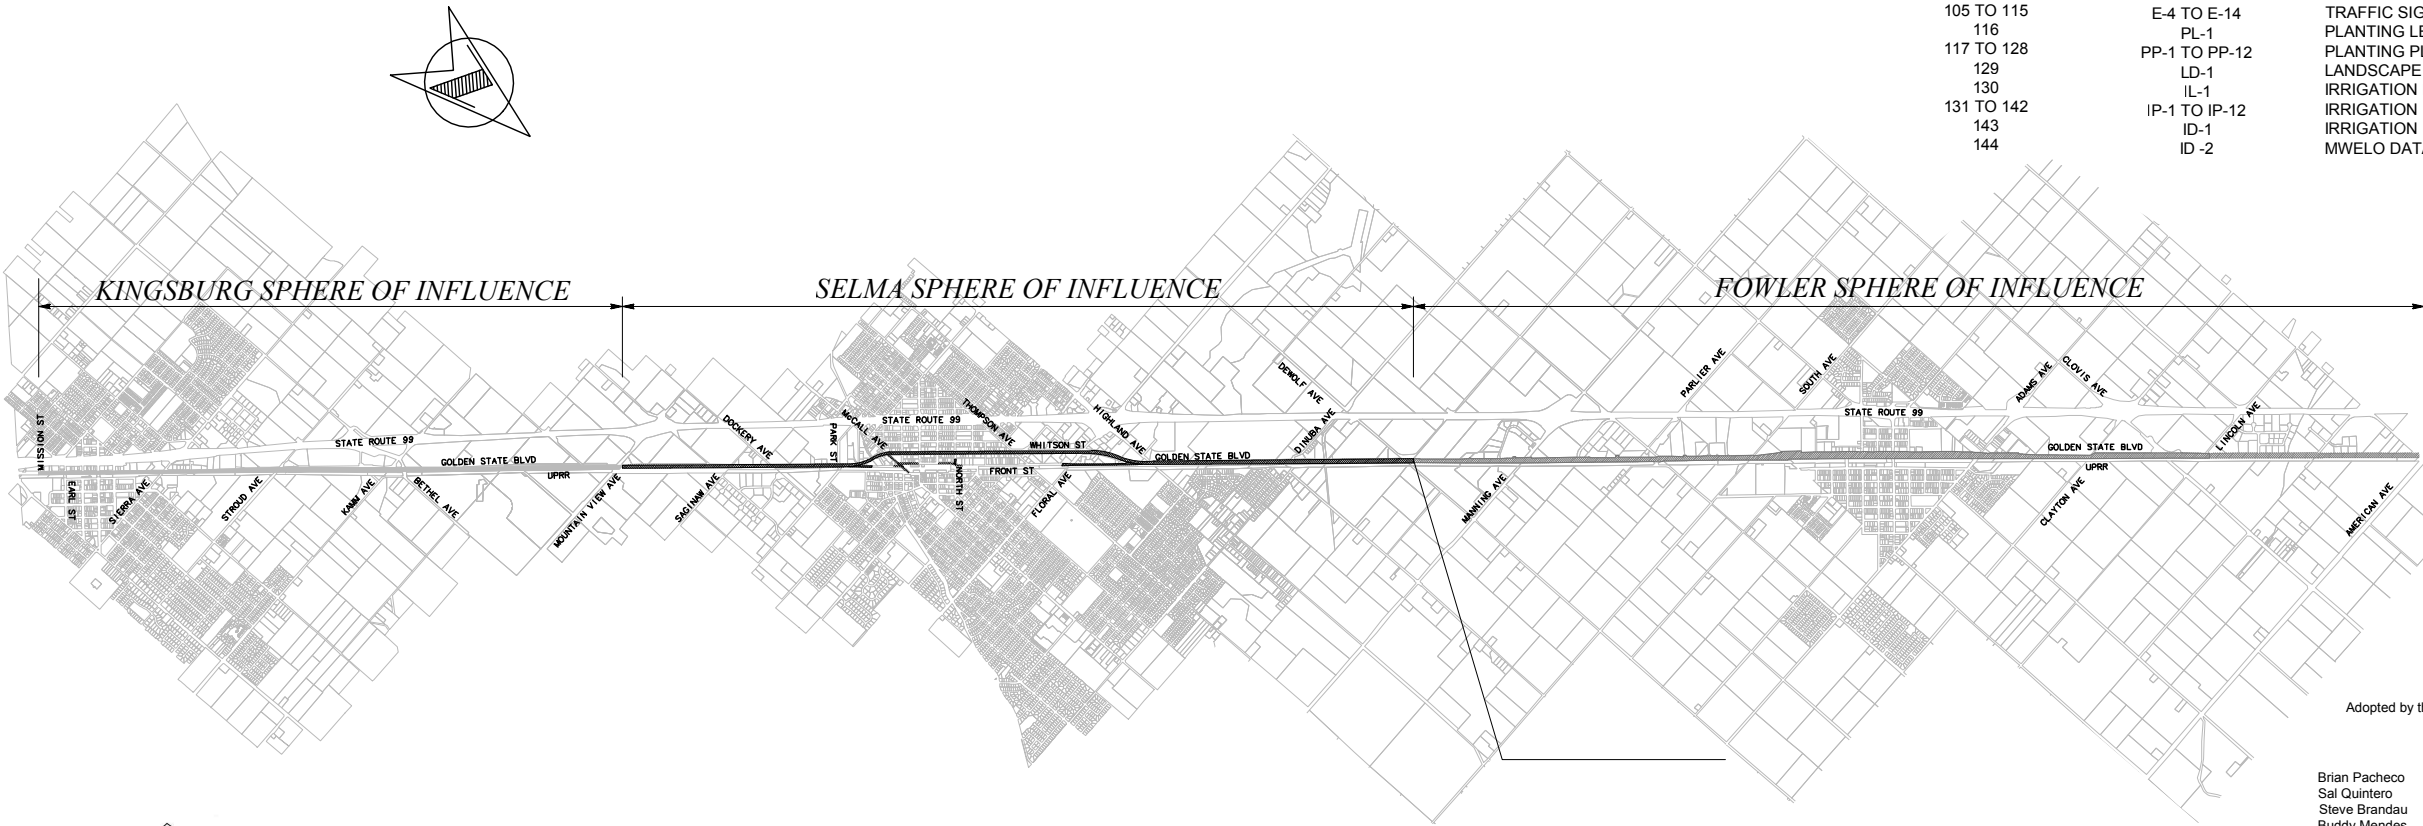 105 TO 115 E-4 TO E-14 TRAFFIC SIG
116 PL-1 PLANTING LE
117 TO 128 PP-1 TO PP-12 PLANTING PL
129 LD-1 LANDSCAPE
130 IL-1 IRRIGATION
131 TO 142 IP-1 TO IP-12 IRRIGATION
143 ID-1 IRRIGATION
144 ID -2 MWELO DATA
KINGSBURG SPHERE OF INFLUENCE
SELMA SPHERE OF INFLUENCE
FOWLER SPHERE OF INFLUENCE
MISSION ST
STATE ROUTE 99
GOLDEN STATE BLVD
UPRR
EARL ST
SIERRA AVE
STROUD AVE
KAMM AVE
BETHEL AVE
MOUNTAIN VIEW AVE
SAGINAW AVE
DOCKERY AVE
PARK ST
McCALL AVE
STATE ROUTE 99
THOMPSON AVE
WHITSON ST
HIGHLAND AVE
NORTH ST
FRONT ST
FLORAL AVE
GOLDEN STATE BLVD
DEWOLF AVE
DINUBA AVE
MANNING AVE
PARLIER AVE
SOUTH AVE
STATE ROUTE 99
ADAMS AVE
CLOVIS AVE
LINCOLN AVE
GOLDEN STATE BLVD
UPRR
CLAYTON AVE
AMERICAN AVE
Adopted by th
Brian Pacheco
Sal Quintero
Steve Brandau
Buddy Mendes